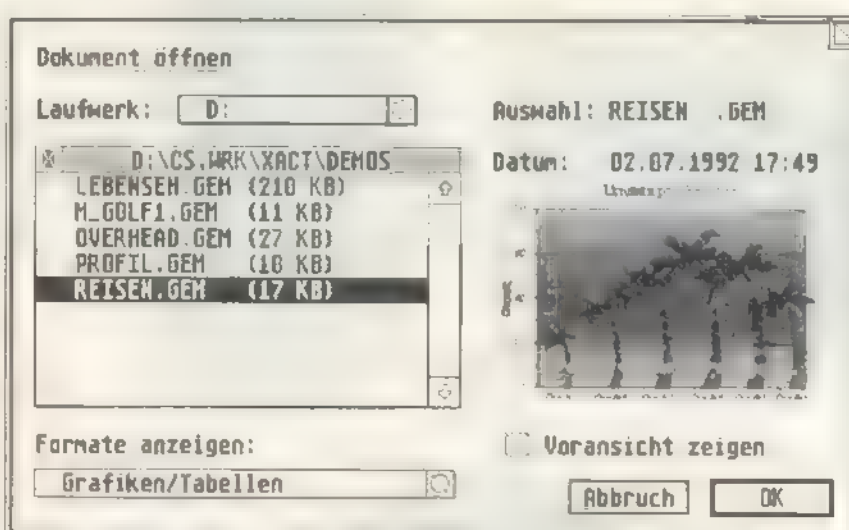 Dokument öffnen
Laufwerk: D:
D:\CS.WRK\XACT\DEMOS
LEBENSEM.GEM (210 KB)
M_GOLF1.GEM (11 KB)
OVERHEAD.GEM (27 KB)
PROFIL.GEM (18 KB)
REISEN.GEM (17 KB)
Formate anzeigen:
Grafiken/Tabellen
Auswahl: REISEN .GEM
Datum: 02.07.1992 17:49
Voransicht zeigen
Abbruch OK